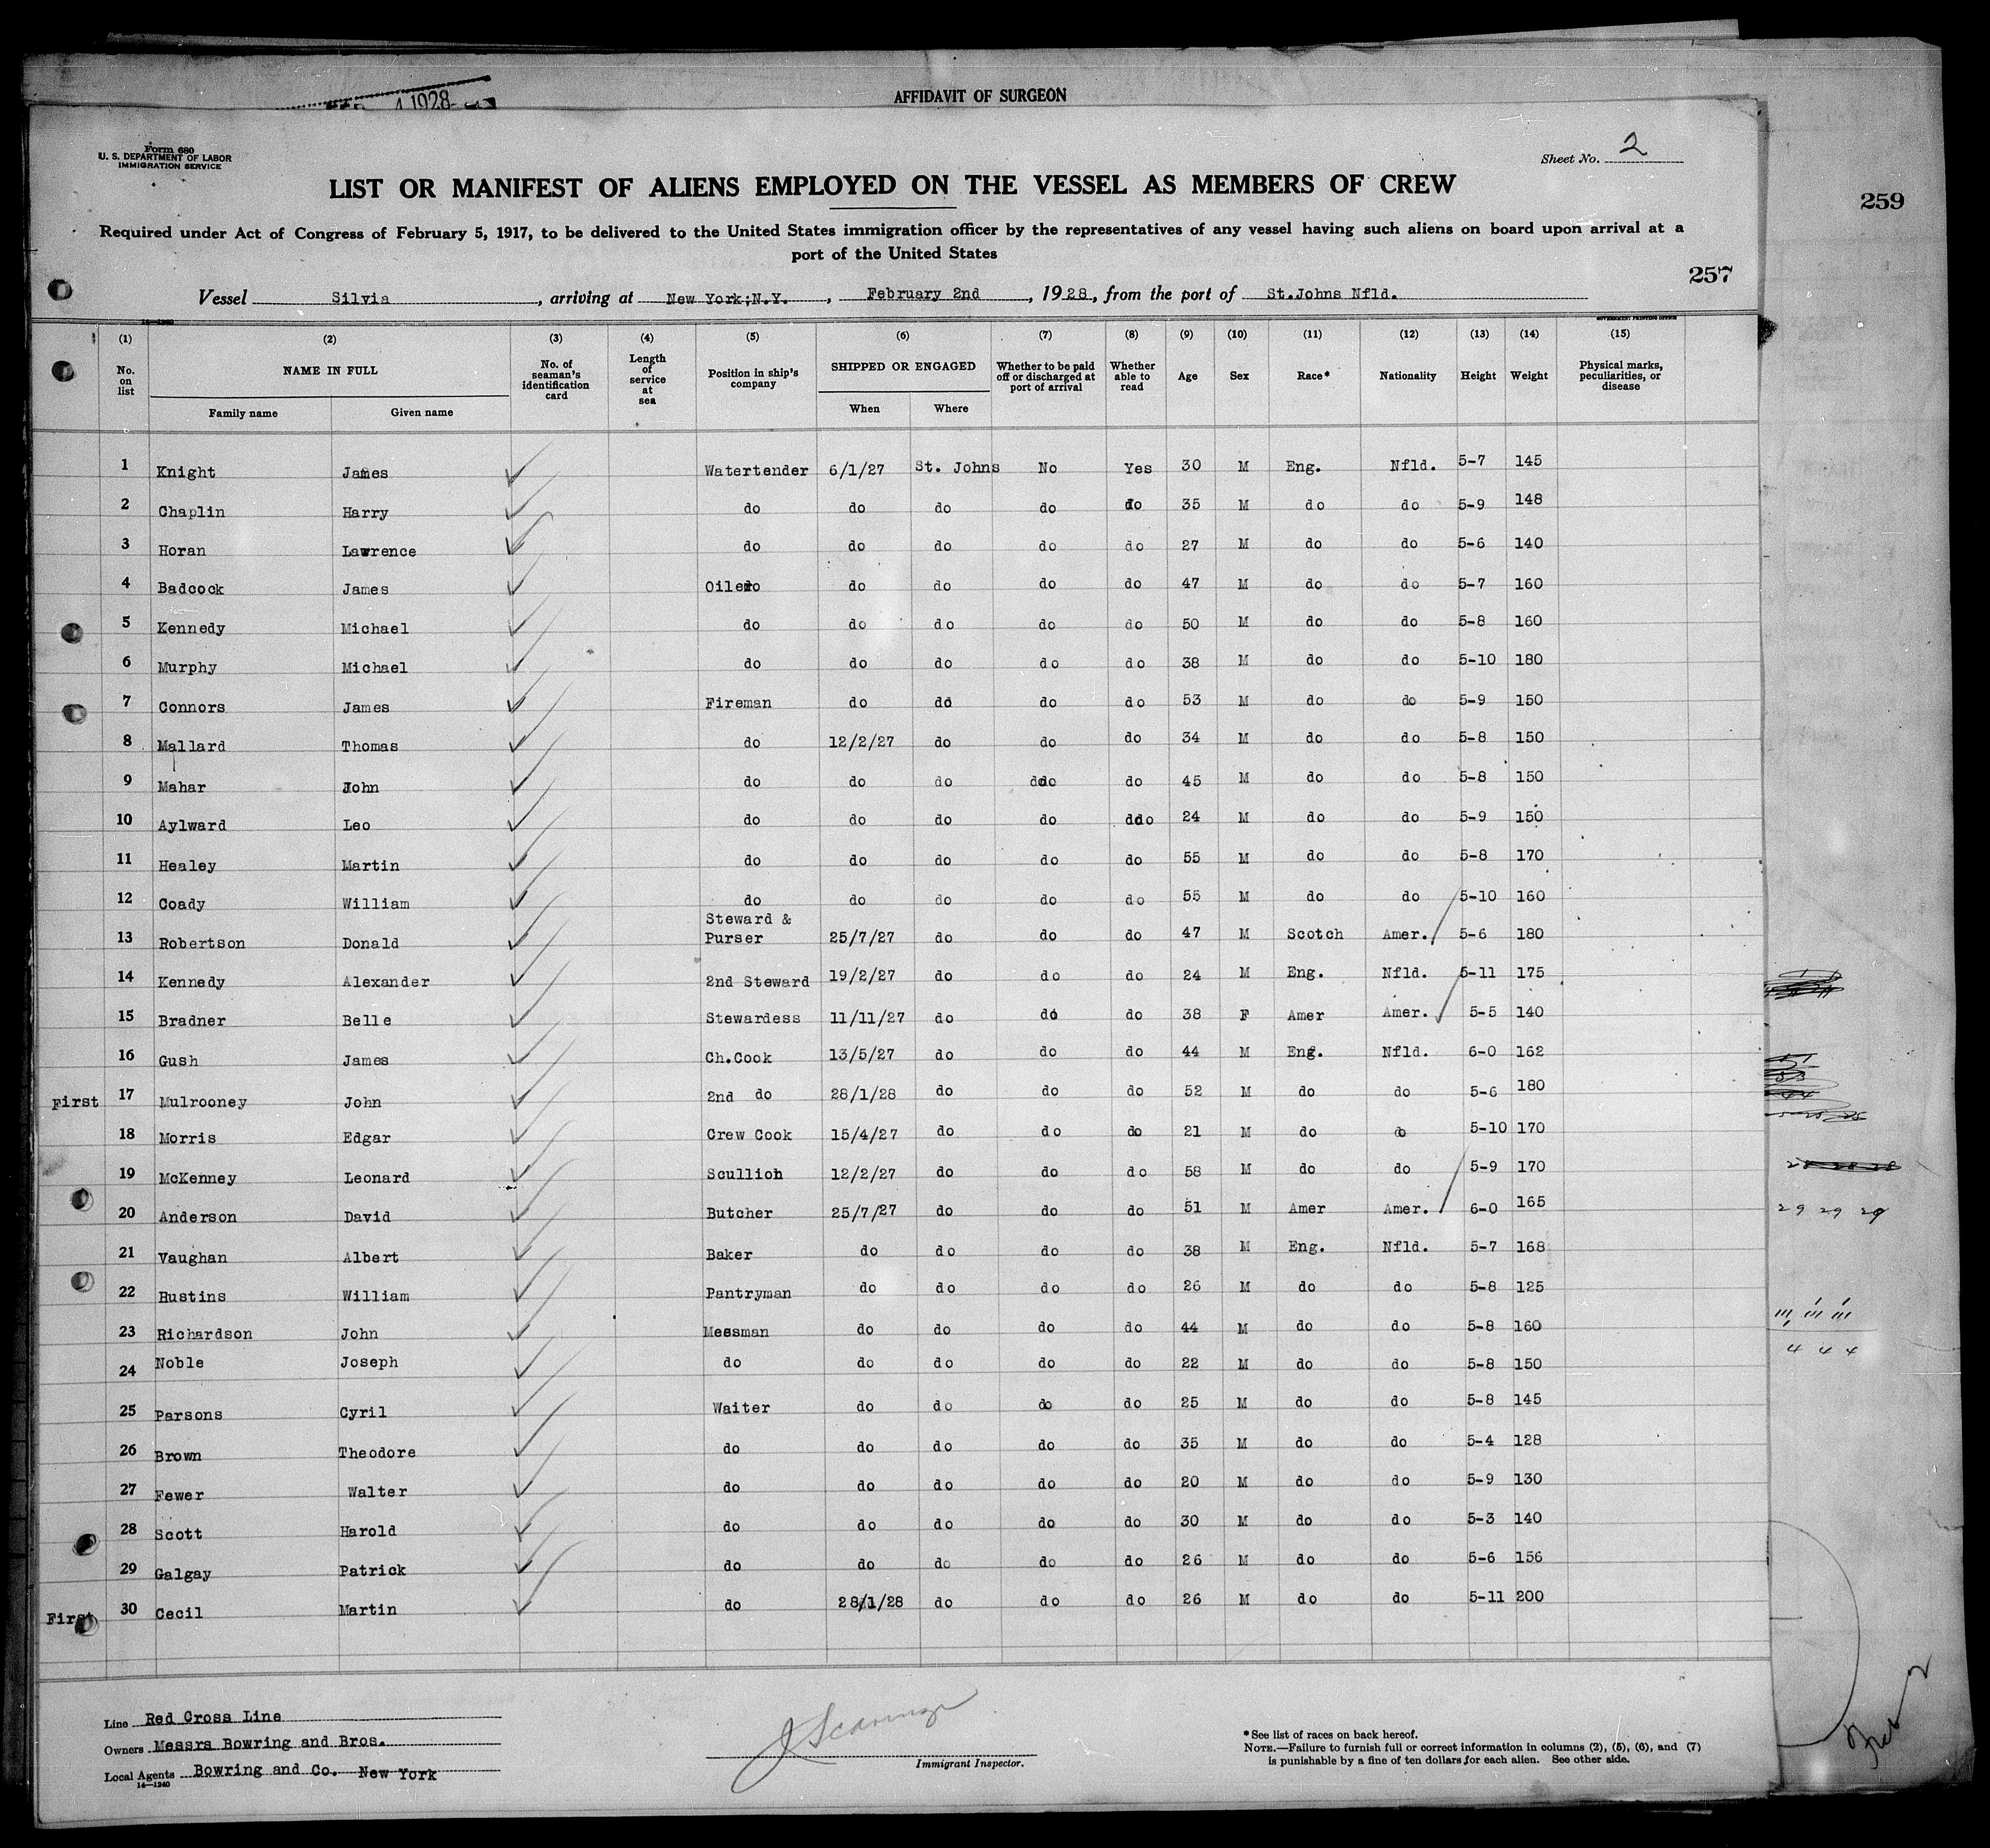 4 1928
AFFIDAVIT OF SURGEON
Form 680
U. S. DEPARTMENT OF LABOR
IMMIGRATION SERVICE
Sheet No. 2
LIST OR MANIFEST OF ALIENS EMPLOYED ON THE VESSEL AS MEMBERS OF CREW
259
Required under Act of Congress of February 5, 1917, to be delivered to the United States immigration officer by the representatives of any vessel having such aliens on board upon arrival at a
port of the United States
257
Vessel Silvia, arriving at New York;N.Y., February 2nd, 1928, from the port of St.Johns Nfld.
14—1240
GOVERNMENT PRINTING OFFICE
(1) (2) (3) (4) (5) (6) (7) (8) (9) (10) (11) (12) (13) (14) (15)
No. on list NAME IN FULL No. of seaman's identification card Length of service at sea Position in ship's company SHIPPED OR ENGAGED Whether to be paid off or discharged at port of arrival Whether able to read Age Sex Race* Nationality Height Weight Physical marks, peculiarities, or disease
Family name Given name When Where
1 Knight James Watertender 6/1/27 St. Johns No Yes 30 M Eng. Nfld. 5-7 145
2 Chaplin Harry do do do do do 35 M do do 5-9 148
3 Horan Lawrence do do do do do 27 M do do 5-6 140
4 Badcock James Oiler do do do do 47 M do do 5-7 160
5 Kennedy Michael do do do do do 50 M do do 5-8 160
6 Murphy Michael do do do do do 38 M do do 5-10 180
7 Connors James Fireman do do do do 53 M do do 5-9 150
8 Mallard Thomas do 12/2/27 do do do 34 M do do 5-8 150
9 Mahar John do do do do do 45 M do do 5-8 150
10 Aylward Leo do do do do do 24 M do do 5-9 150
11 Healey Martin do do do do do 55 M do do 5-8 170
12 Coady William do do do do do 55 M do do 5-10 160
13 Robertson Donald Steward & Purser 25/7/27 do do do 47 M Scotch Amer. 5-6 180
14 Kennedy Alexander 2nd Steward 19/2/27 do do do 24 M Eng. Nfld. 5-11 175
15 Bradner Belle Stewardess 11/11/27 do do do 38 F Amer Amer. 5-5 140
16 Gush James Ch.Cook 13/5/27 do do do 44 M Eng. Nfld. 6-0 162
First 17 Mulrooney John 2nd do 28/1/28 do do do 52 M do do 5-6 180
18 Morris Edgar Crew Cook 15/4/27 do do do 21 M do do 5-10 170
19 McKenney Leonard Scullion 12/2/27 do do do 58 M do do 5-9 170
20 Anderson David Butcher 25/7/27 do do do 51 M Amer Amer. 6-0 165
29 29 29
21 Vaughan Albert Baker do do do do 38 M Eng. Nfld. 5-7 168
22 Hustins William Pantryman do do do do 26 M do do 5-8 125
23 Richardson John Messman do do do do 44 M do do 5-8 160
4 4 4
24 Noble Joseph do do do do do 22 M do do 5-8 150
25 Parsons Cyril Waiter do do do do 25 M do do 5-8 145
26 Brown Theodore do do do do do 35 M do do 5-4 128
27 Fewer Walter do do do do do 20 M do do 5-9 130
28 Scott Harold do do do do do 30 M do do 5-3 140
29 Galgay Patrick do do do do do 26 M do do 5-6 156
First 30 Cecil Martin do 28/1/28 do do do 26 M do do 5-11 200
Line Red Cross Line
Owners Messrs Bowring and Bros.
Local Agents Bowring and Co. New York
14—1240
Immigrant Inspector.
*See list of races on back hereof.
NOTE.—Failure to furnish full or correct information in columns (2), (5), (6), and (7)
is punishable by a fine of ten dollars for each alien. See other side.